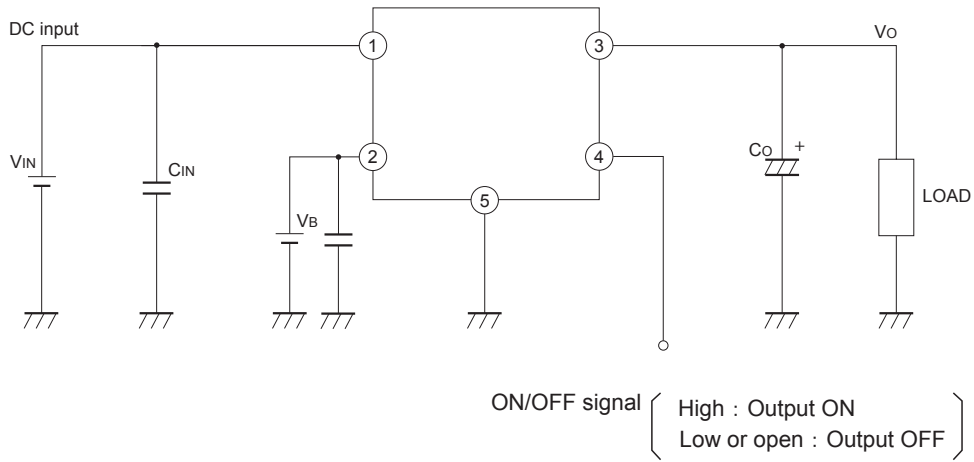 DC input
1
3
Vo
2
4
VIN
CIN
Co
+
5
LOAD
VB
ON/OFF signal
High : Output ON
Low or open : Output OFF